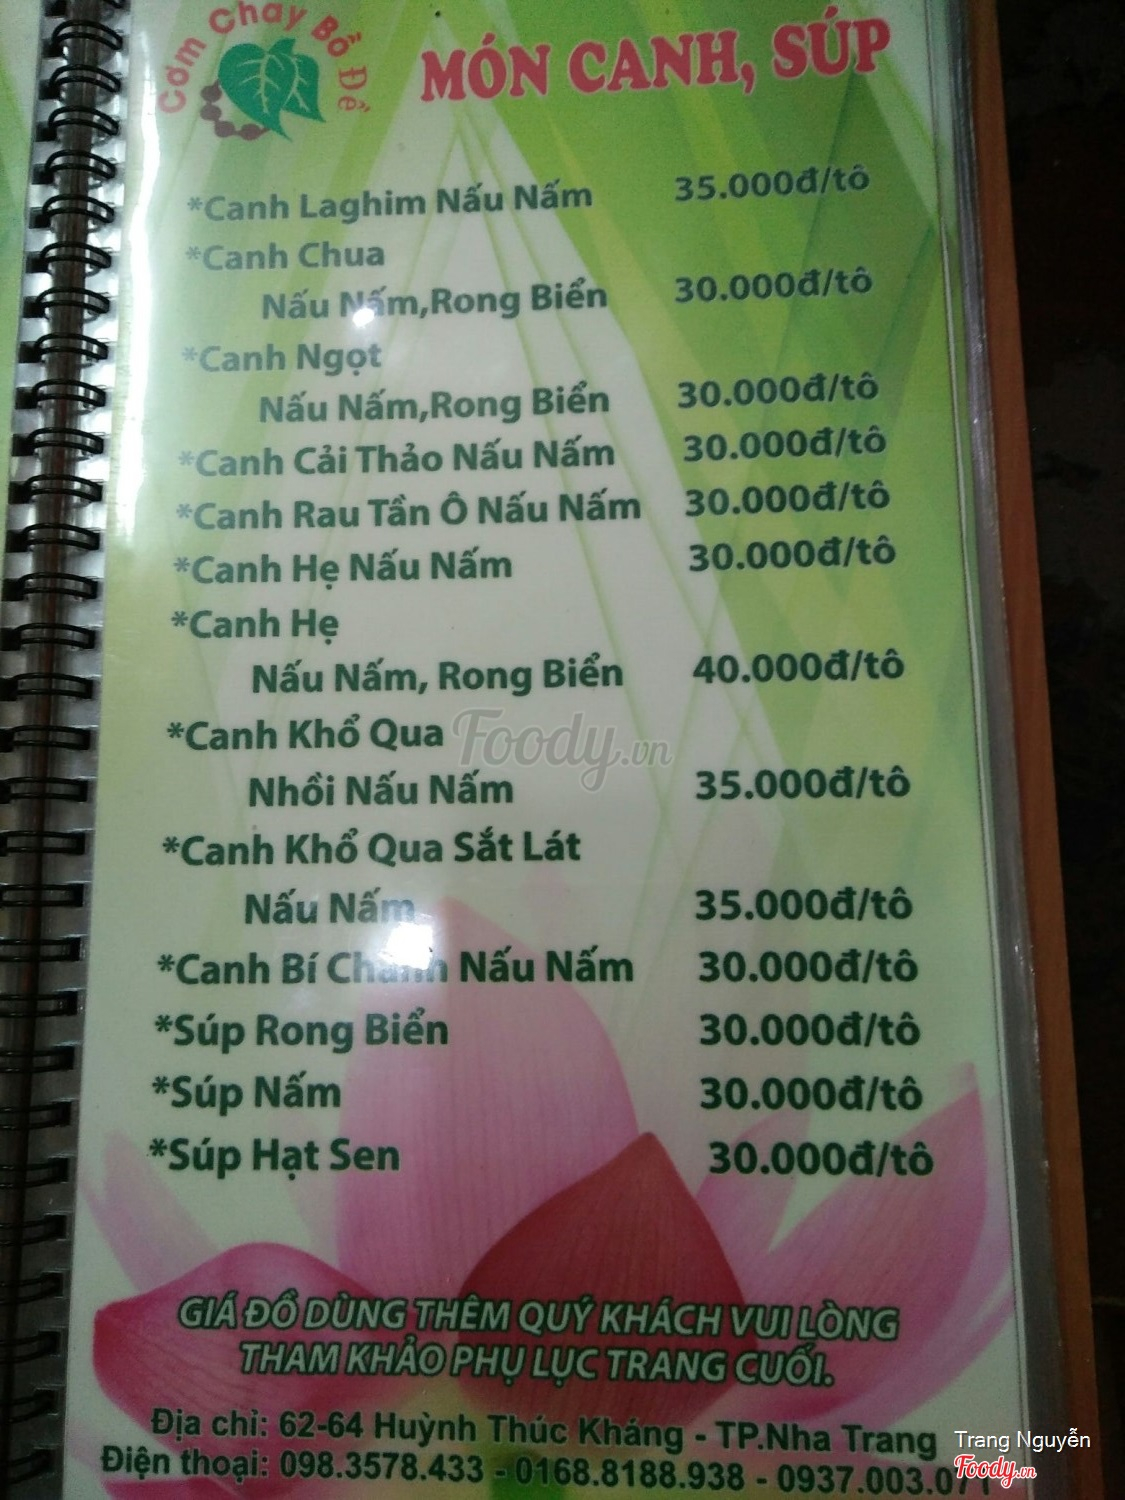 Cơm Chay Bồ Đề
MÓN CANH, SÚP
*Canh Laghim Nấu Nấm 35.000đ/tô
*Canh Chua
Nấu Nấm,Rong Biển 30.000đ/tô
*Canh Ngọt
Nấu Nấm,Rong Biển 30.000đ/tô
*Canh Cải Thảo Nấu Nấm 30.000đ/tô
*Canh Rau Tần Ô Nấu Nấm 30.000đ/tô
*Canh Hẹ Nấu Nấm 30.000đ/tô
*Canh Hẹ
Nấu Nấm, Rong Biển 40.000đ/tô
*Canh Khổ Qua
Foody.vn
Nhồi Nấu Nấm 35.000đ/tô
*Canh Khổ Qua Sắt Lát
Nấu Nấm 35.000đ/tô
*Canh Bí Chanh Nấu Nấm 30.000đ/tô
*Súp Rong Biển 30.000đ/tô
*Súp Nấm 30.000đ/tô
*Súp Hạt Sen 30.000đ/tô
GIÁ ĐỒ DÙNG THÊM QUÝ KHÁCH VUI LÒNG
THAM KHẢO PHỤ LỤC TRANG CUỐI.
Địa chỉ: 62-64 Huỳnh Thúc Kháng - TP.Nha Trang
Điện thoại: 098.3578.433 - 0168.8188.938 - 0937.003.071
Trang Nguyễn
Foody.vn